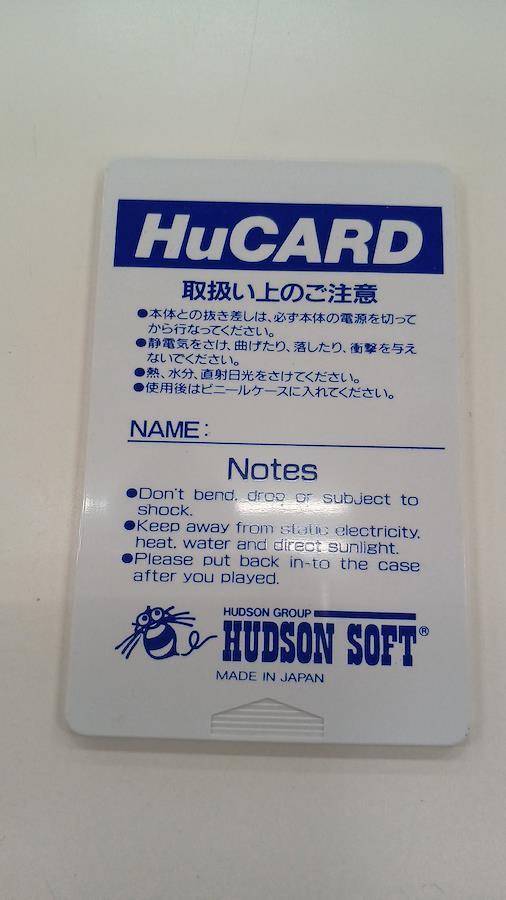 HuCARD
取扱い上のご注意
●本体との抜き差しは、必ず本体の電源を切って
から行なってください。
●静電気をさけ、曲げたり、落したり、衝撃を与え
ないでください。
●熱、水分、直射日光をさけてください。
●使用後はビニールケースに入れてください。
NAME:
Notes
●Don't bend, drop or subject to
shock.
●Keep away from static electricity,
heat, water and direct sunlight.
●Please put back in-to the case
after you played.
HUDSON GROUP
HUDSON SOFT®
MADE IN JAPAN